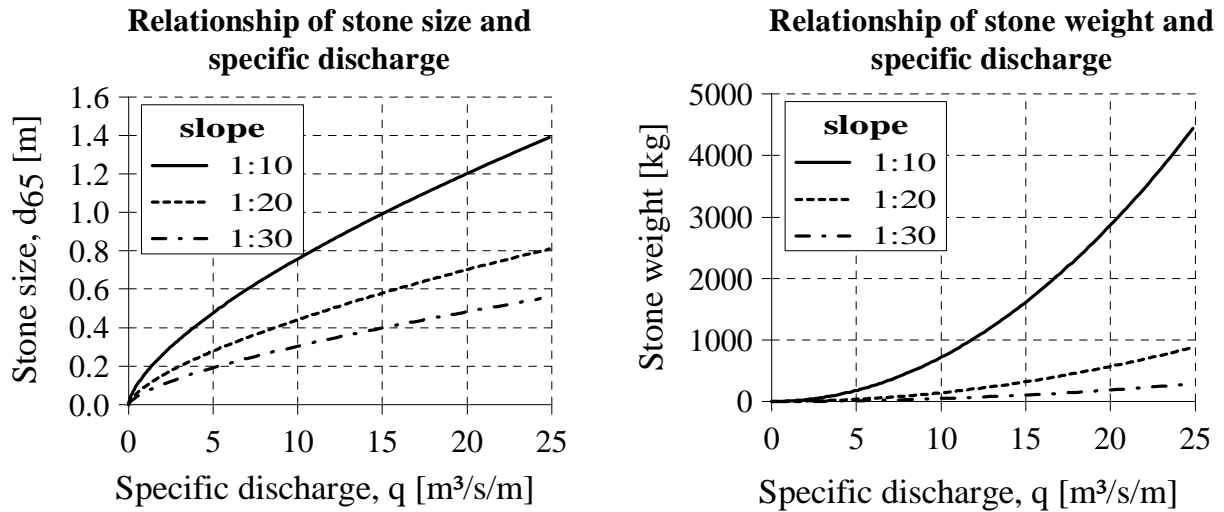 Relationship of stone size and
specific discharge
Stone size, d65 [m]
1.6
1.4
1.2
1.0
0.8
0.6
0.4
0.2
0.0
slope
1:10
1:20
1:30
0 5 10 15 20 25
Specific discharge, q [m³/s/m]
Relationship of stone weight and
specific discharge
Stone weight [kg]
5000
4000
3000
2000
1000
0
slope
1:10
1:20
1:30
0 5 10 15 20 25
Specific discharge, q [m³/s/m]